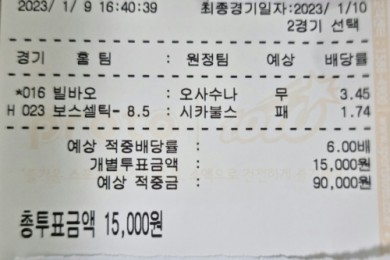 2023/ 1/ 9 16:40:39 최종경기일자:2023/ 1/10
2경기 선택
경기 홈 팀 : 원정팀 예상 배당률
*016 빌바오 : 오사수나 무 3.45
H 023 보스셀틱- 8.5 : 시카불스 패 1.74
예상 적중배당률 : 6.00배
개별투표금액 : 15,000원
예상 적중금 : 90,000원
총투표금액 15,000원